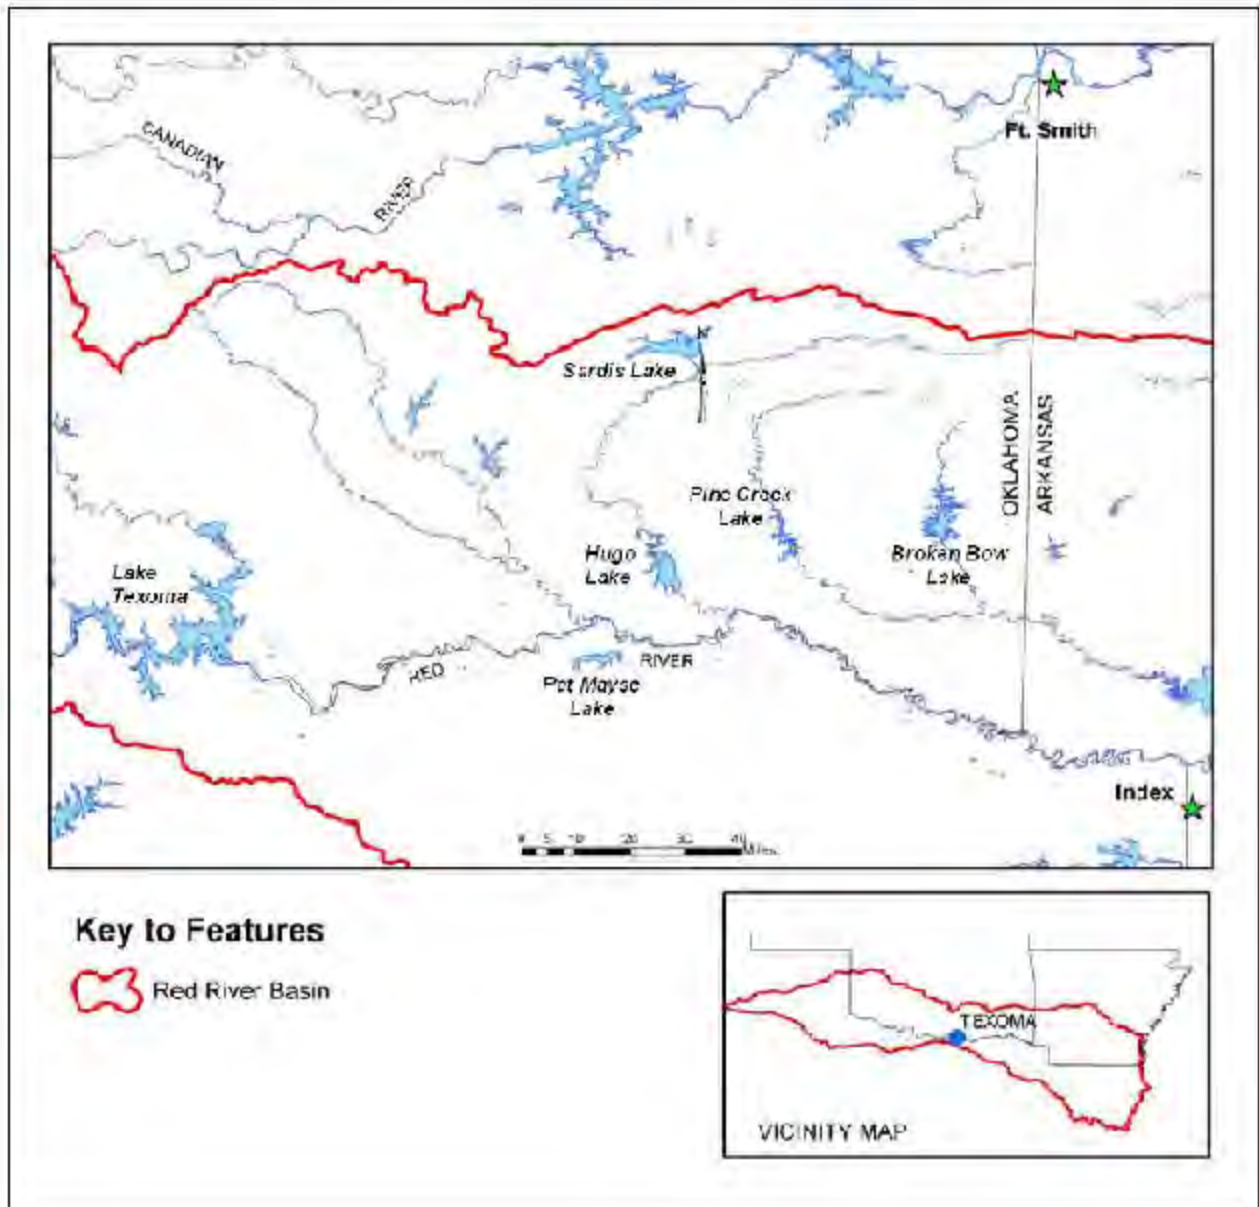 Ft. Smith
CANADIAN
RIVER
N
Sardis Lake
OKLAHOMA
ARKANSAS
Pine Creek
Lake
Hugo
Lake
Broken Bow
Lake
Lake
Texoma
RED
RIVER
Pat Mayse
Lake
Index
0 5 10 20 30 40
Miles
Key to Features
Red River Basin
TEXOMA
VICINITY MAP